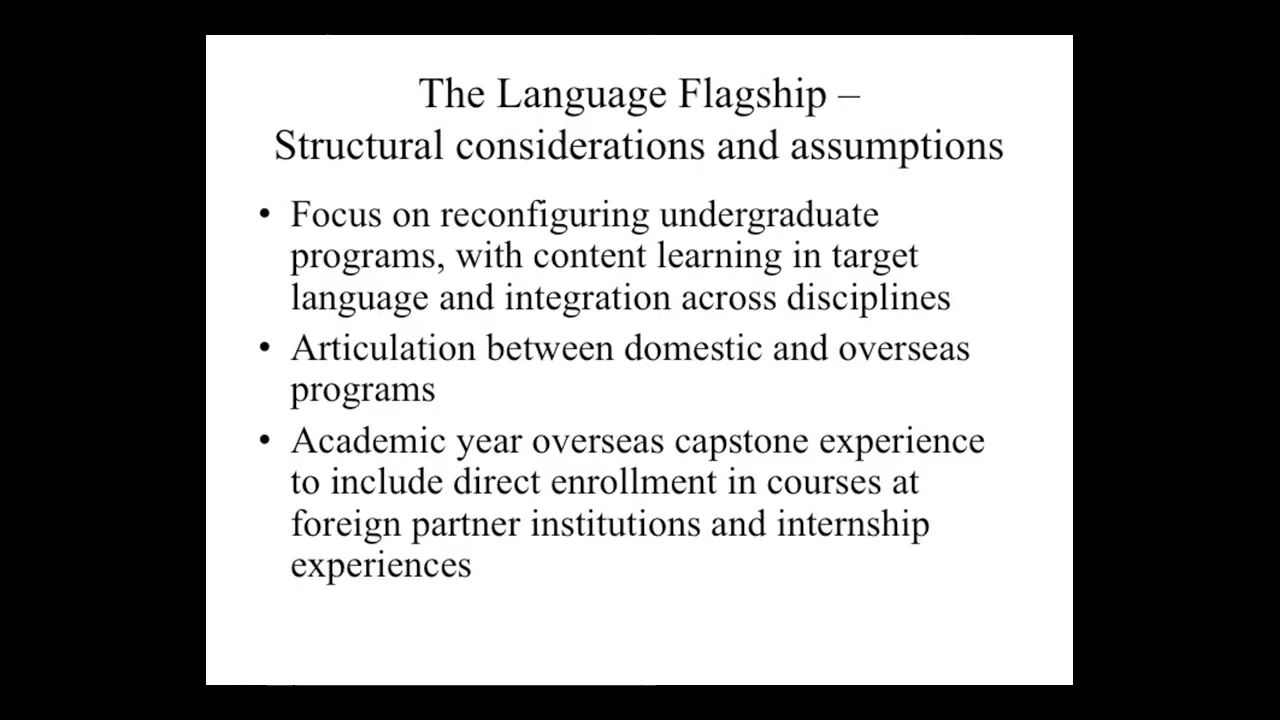 The Language Flagship –
Structural considerations and assumptions
• Focus on reconfiguring undergraduate
programs, with content learning in target
language and integration across disciplines
• Articulation between domestic and overseas
programs
• Academic year overseas capstone experience
to include direct enrollment in courses at
foreign partner institutions and internship
experiences